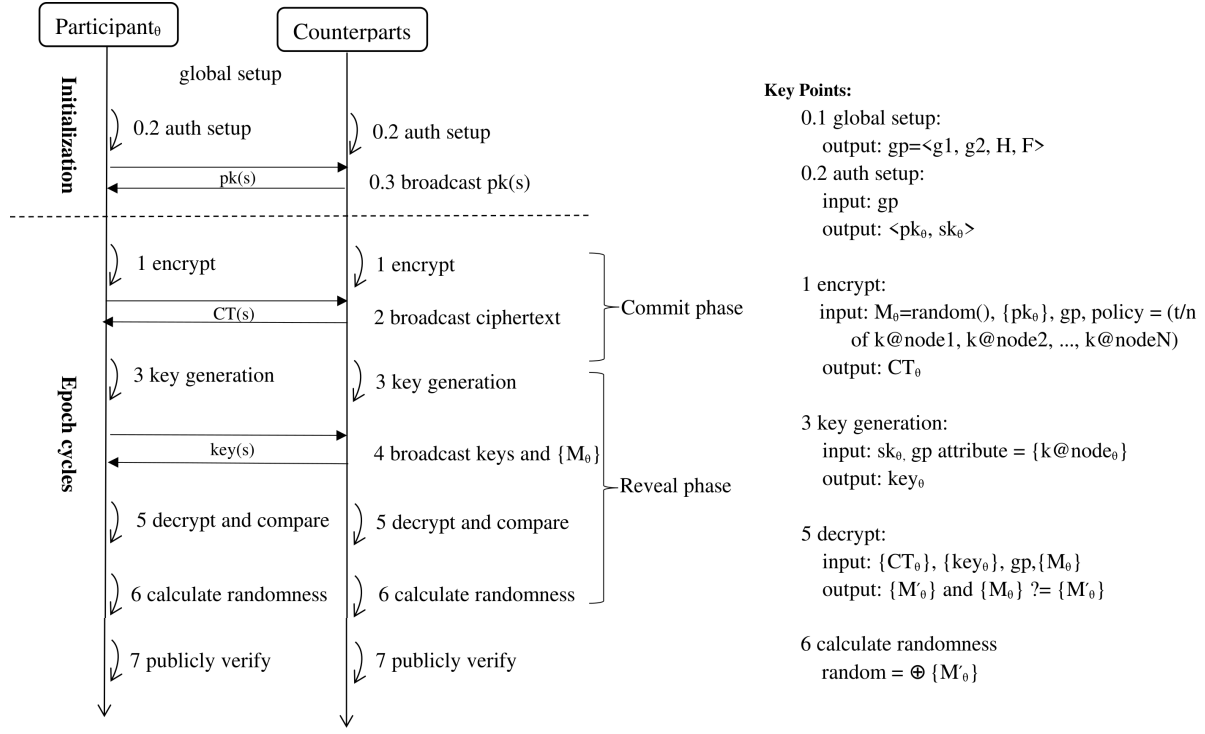 Participantθ
Counterparts
Initialization
global setup
0.2 auth setup
0.2 auth setup
pk(s)
0.3 broadcast pk(s)
Epoch cycles
1 encrypt
1 encrypt
CT(s)
2 broadcast ciphertext
Commit phase
3 key generation
3 key generation
key(s)
4 broadcast keys and {Mθ}
Reveal phase
5 decrypt and compare
5 decrypt and compare
6 calculate randomness
6 calculate randomness
7 publicly verify
7 publicly verify
Key Points:
0.1 global setup:
output: gp=<g1, g2, H, F>
0.2 auth setup:
input: gp
output: <pkθ, skθ>
1 encrypt:
input: Mθ=random(), {pkθ}, gp, policy = (t/n
of k@node1, k@node2, ..., k@nodeN)
output: CTθ
3 key generation:
input: skθ, gp attribute = {k@nodeθ}
output: keyθ
5 decrypt:
input: {CTθ}, {keyθ}, gp,{Mθ}
output: {M′θ} and {Mθ} ?= {M′θ}
6 calculate randomness
random = ⊕ {M′θ}